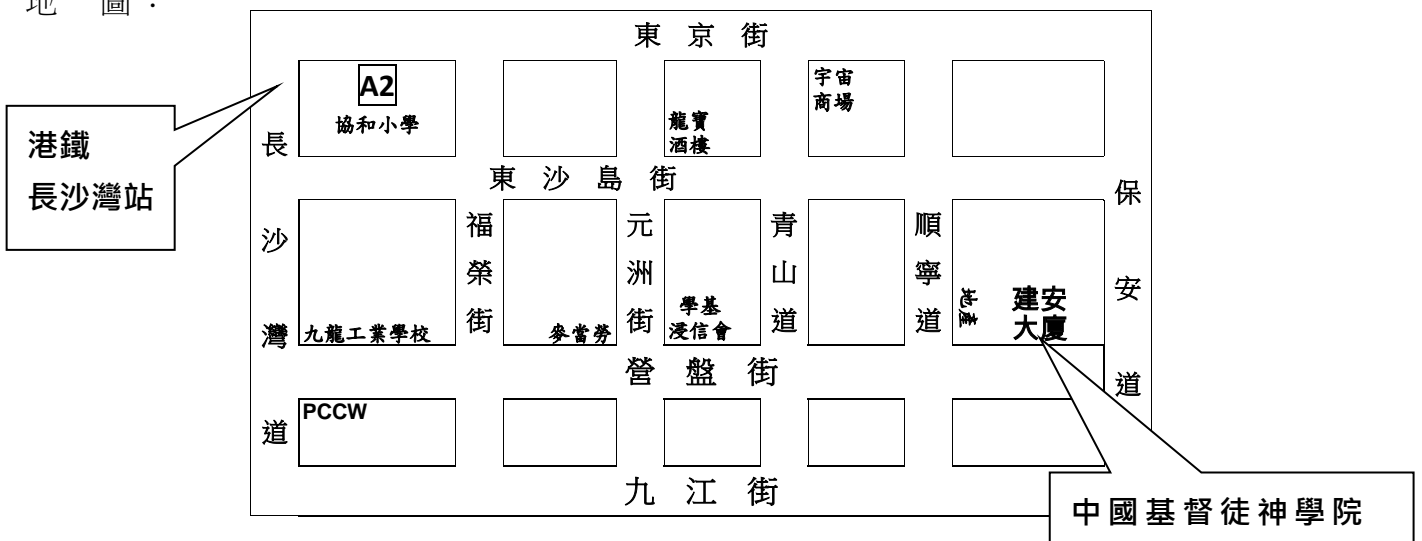 地 圖：
東 京 街
A2
協和小學
龍寶
酒樓
宇宙
商場
港鐵
長沙灣站
長沙灣道
東 沙 島 街
福榮街
元洲街
青山道
順寧道
保安道
九龍工業學校
麥當勞
學基
浸信會
地產
建安
大廈
營 盤 街
PCCW
九 江 街
中國基督徒神學院